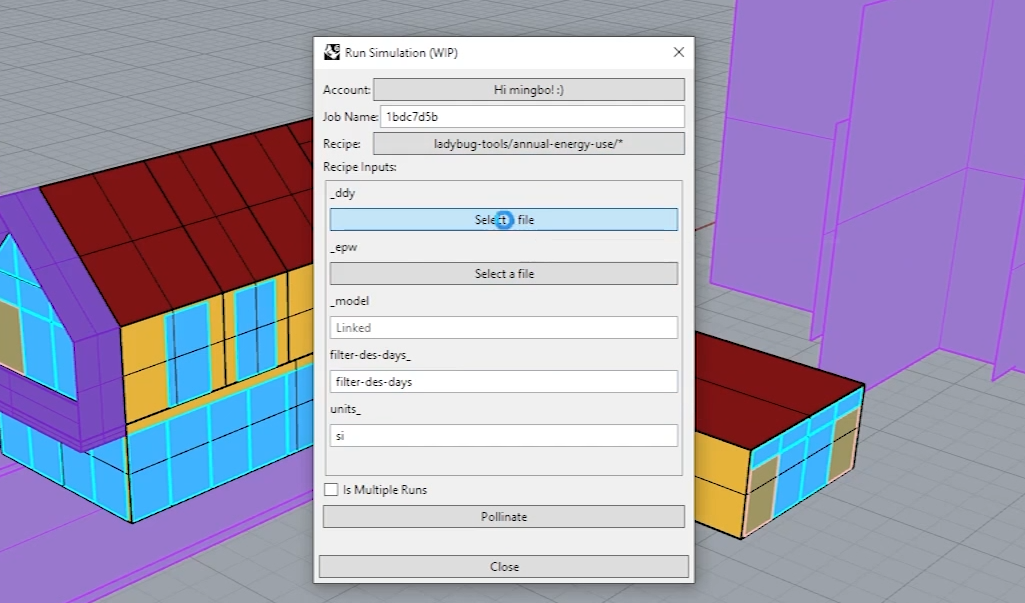 Run Simulation (WIP)
Account: Hi mingbo! :)
Job Name: 1bdc7d5b
Recipe: ladybug-tools/annual-energy-use/*
Recipe Inputs:
_ddy
Select file
_epw
Select a file
_model
Linked
filter-des-days_
filter-des-days
units_
si
Is Multiple Runs
Pollinate
Close